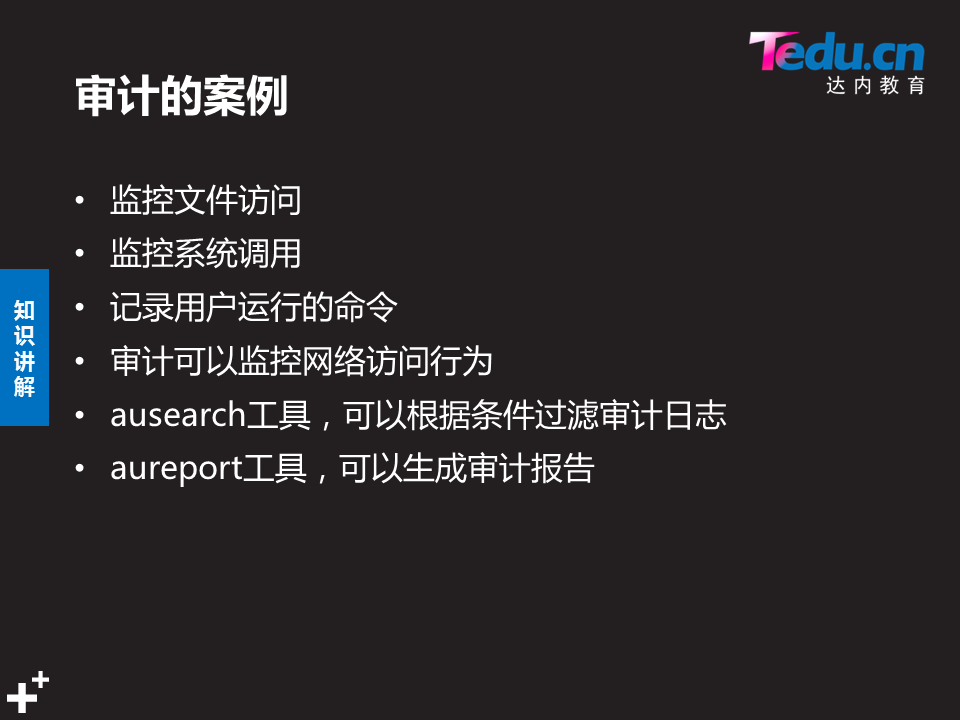 Tedu.cn
达内教育
审计的案例
• 监控文件访问
• 监控系统调用
• 记录用户运行的命令
• 审计可以监控网络访问行为
• ausearch工具，可以根据条件过滤审计日志
• aureport工具，可以生成审计报告
知识讲解